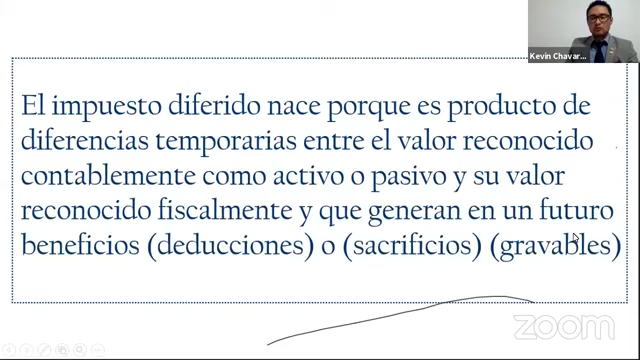 Kevin Chavar...
El impuesto diferido nace porque es producto de
diferencias temporarias entre el valor reconocido
contablemente como activo o pasivo y su valor
reconocido fiscalmente y que generan en un futuro
beneficios (deducciones) o (sacrificios) (gravables)
zoom